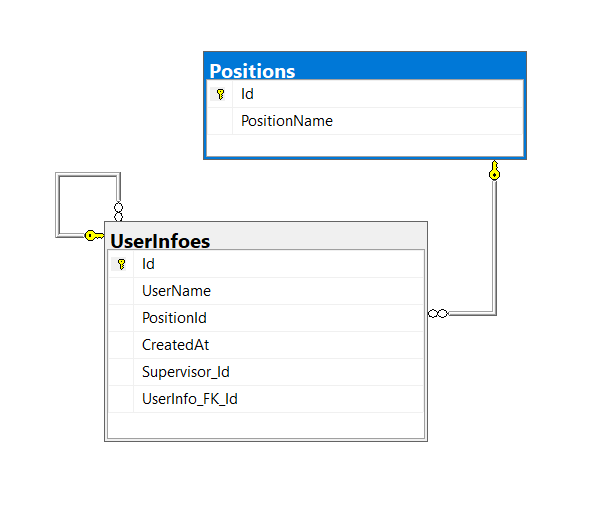 Positions
Id
PositionName
UserInfoes
Id
UserName
PositionId
CreatedAt
Supervisor_Id
UserInfo_FK_Id